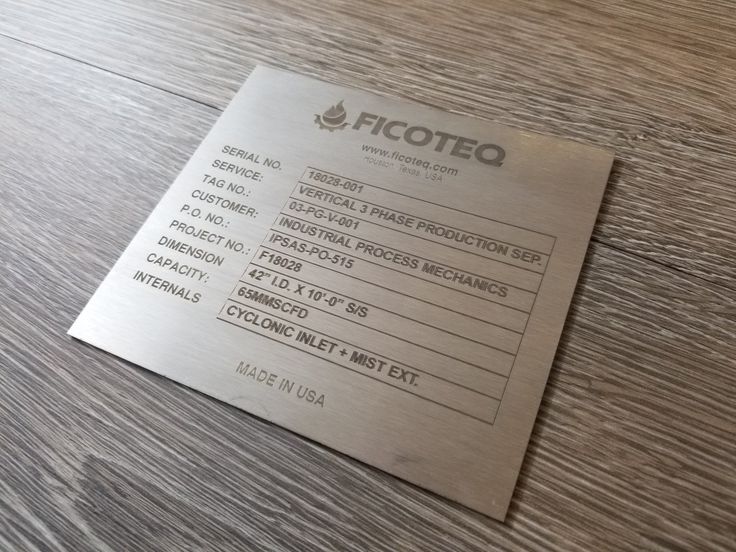 FICOTEQ
www.ficoteq.com
Houston, Texas, USA
SERIAL NO. 18028-001
SERVICE: VERTICAL 3 PHASE PRODUCTION SEP.
TAG NO.: 03-PG-V-001
CUSTOMER: INDUSTRIAL PROCESS MECHANICS
P.O. NO.: IPSAS-PO-515
PROJECT NO.: F18028
DIMENSION 42" I.D. X 10'-0" S/S
CAPACITY: 65MMSCFD
INTERNALS CYCLONIC INLET + MIST EXT.
MADE IN USA